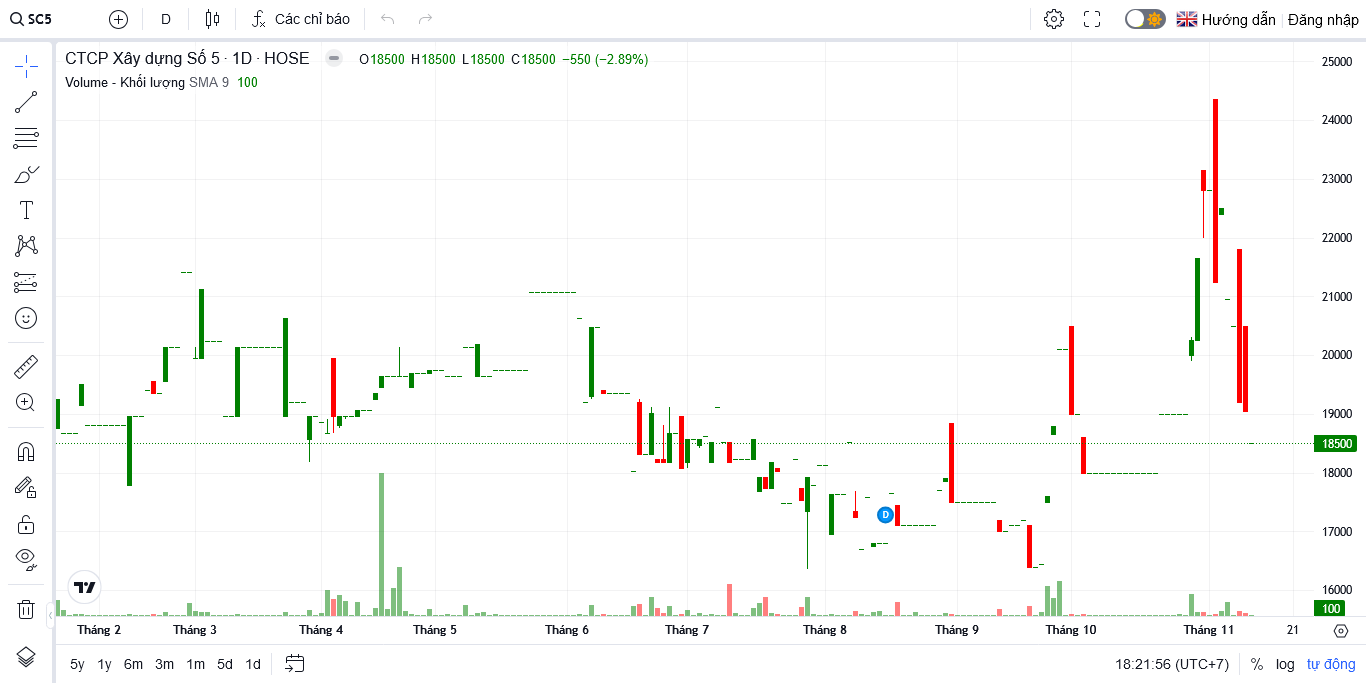 SC5 D Các chỉ báo Hướng dẫn Đăng nhập
CTCP Xây dựng Số 5 · 1D · HOSE O18500 H18500 L18500 C18500 −550 (−2.89%)
Volume - Khối lượng SMA 9 100
25000
24000
23000
22000
21000
20000
19000
18500
18000
17000
D
16000
100
Tháng 2 Tháng 3 Tháng 4 Tháng 5 Tháng 6 Tháng 7 Tháng 8 Tháng 9 Tháng 10 Tháng 11 21
5y 1y 6m 3m 1m 5d 1d 18:21:56 (UTC+7) % log tự động